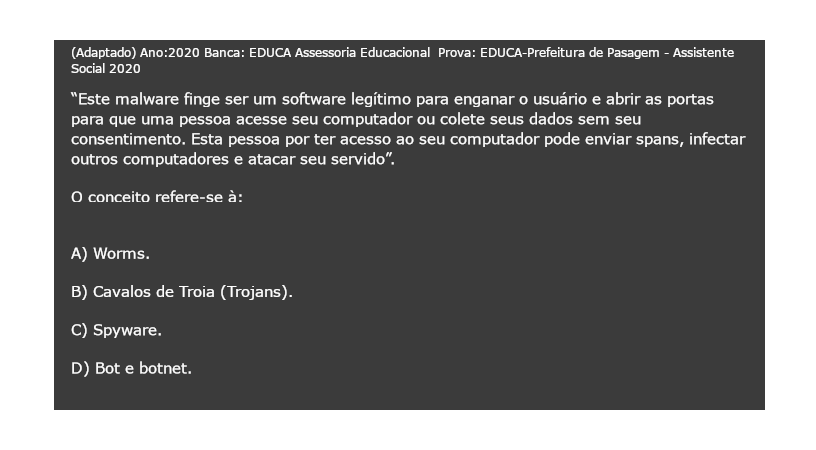 (Adaptado) Ano:2020 Banca: EDUCA Assessoria Educacional Prova: EDUCA-Prefeitura de Pasagem - Assistente
Social 2020
“Este malware finge ser um software legítimo para enganar o usuário e abrir as portas
para que uma pessoa acesse seu computador ou colete seus dados sem seu
consentimento. Esta pessoa por ter acesso ao seu computador pode enviar spans, infectar
outros computadores e atacar seu servido”.
O conceito refere-se à:
A) Worms.
B) Cavalos de Troia (Trojans).
C) Spyware.
D) Bot e botnet.